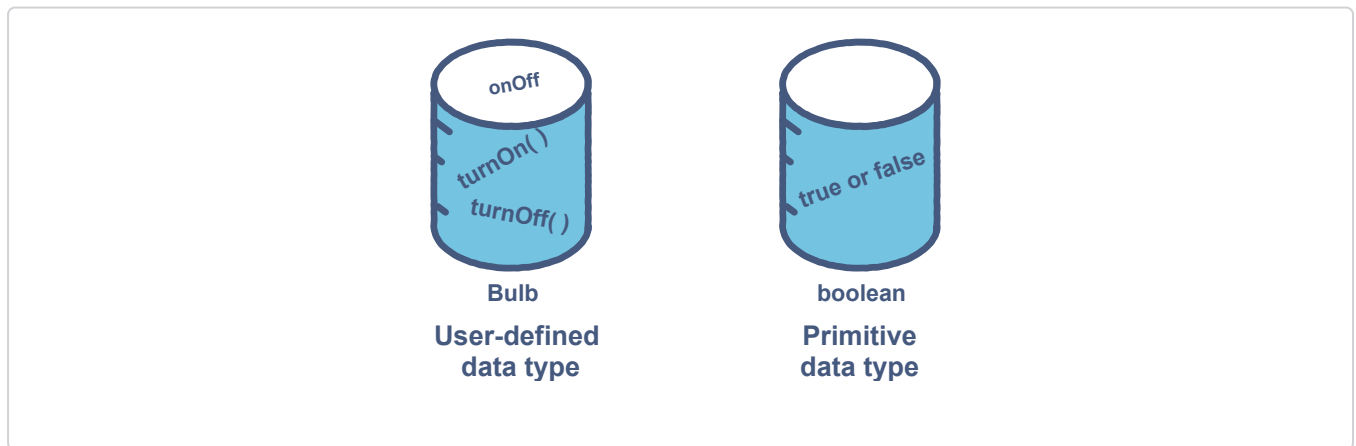 onOff
turnOn( )
turnOff( )
Bulb
User-defined
data type
true or false
boolean
Primitive
data type